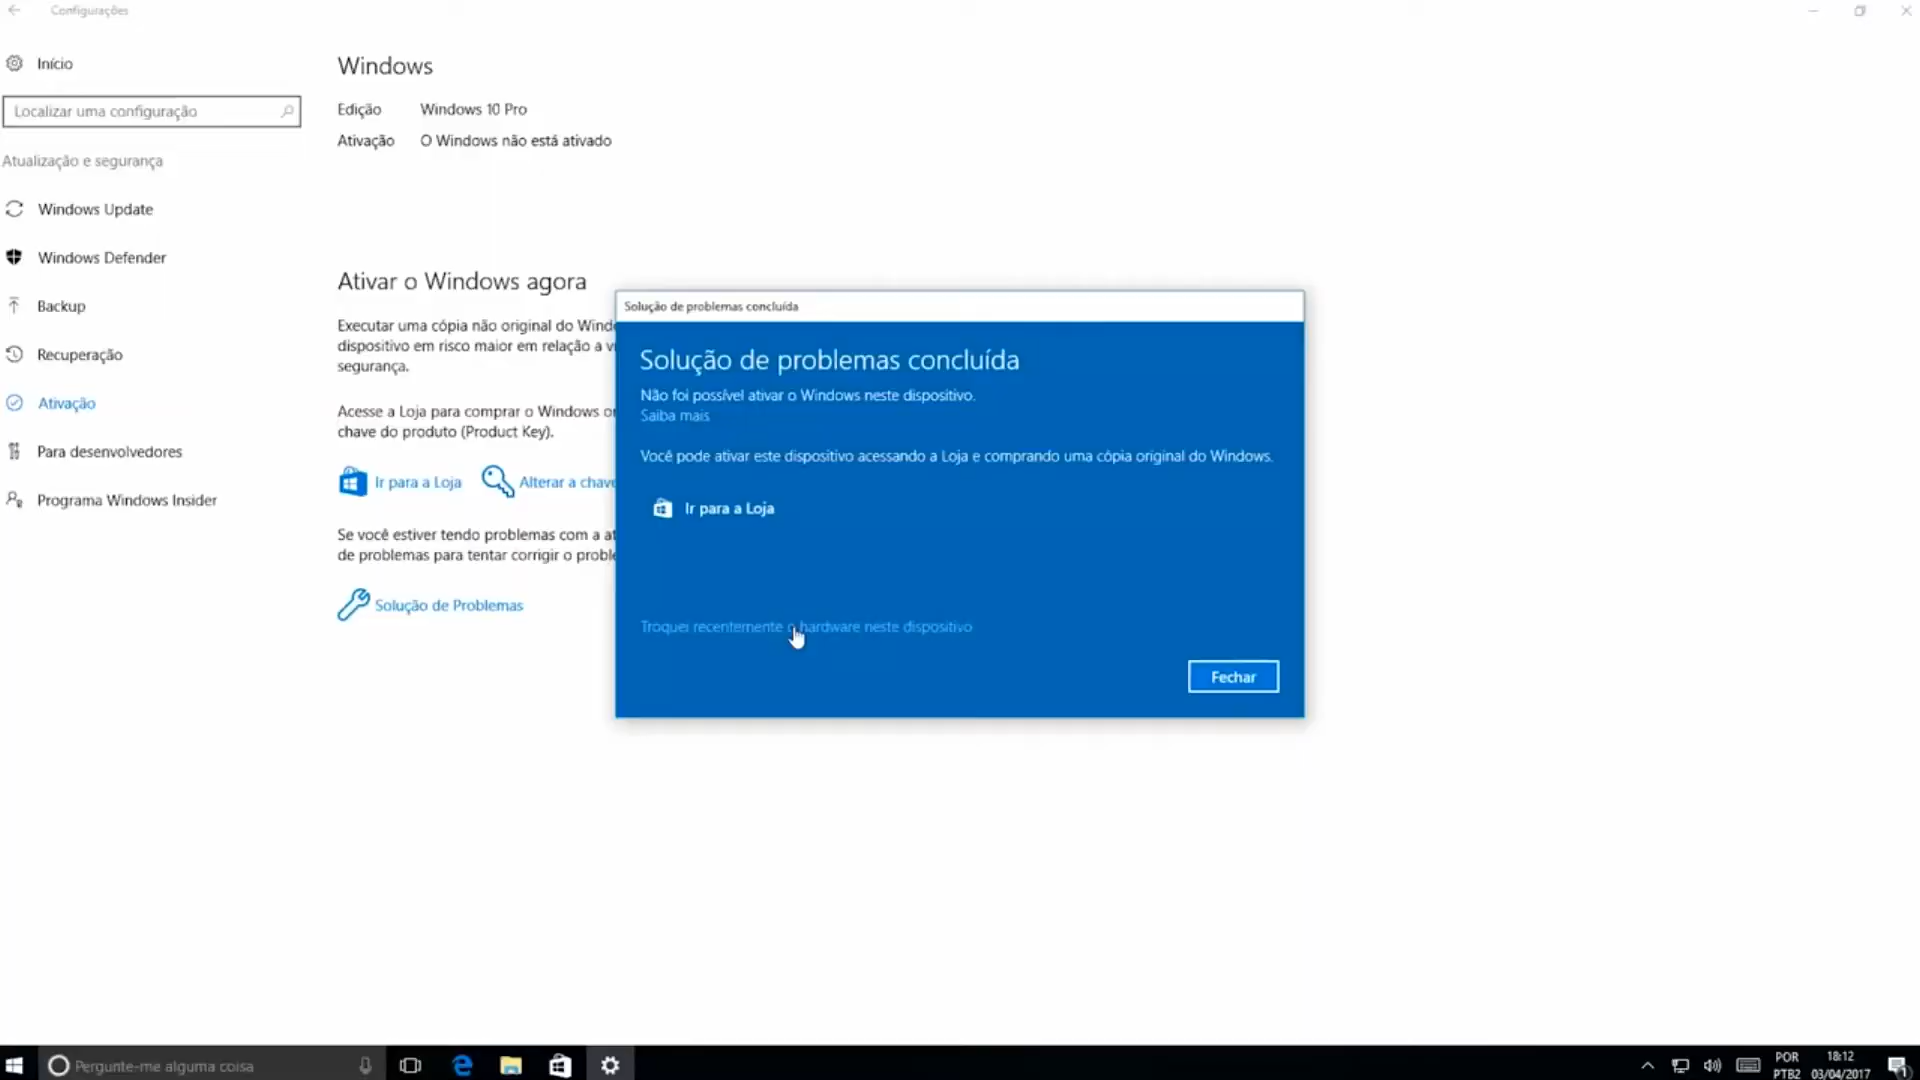 Configurações
Início
Localizar uma configuração
Atualização e segurança
Windows Update
Windows Defender
Backup
Recuperação
Ativação
Para desenvolvedores
Programa Windows Insider
Windows
Edição Windows 10 Pro
Ativação O Windows não está ativado
Ativar o Windows agora
Executar uma cópia não original do
dispositivo em risco maior em relação a
segurança.
Acesse a Loja para comprar o Windows
chave do produto (Product Key).
Ir para a Loja Alterar a chave
Se você estiver tendo problemas com a
de problemas para tentar corrigir o
Solução de Problemas
Solução de problemas concluída
Solução de problemas concluída
Não foi possível ativar o Windows neste dispositivo.
Saiba mais
Você pode ativar este dispositivo acessando a Loja e comprando uma cópia original do Windows.
Ir para a Loja
Troquei recentemente o hardware neste dispositivo
Fechar
Pergunte-me alguma coisa
POR 18:12
PTB2 03/04/2017
1